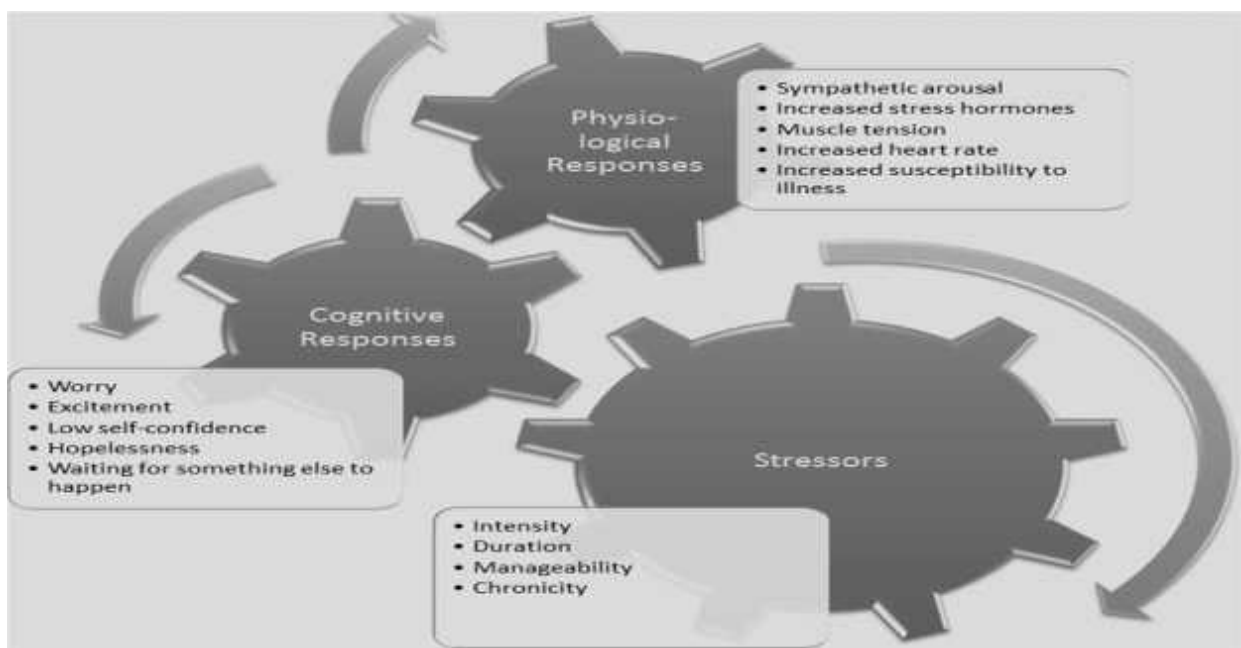 Physio-
logical
Responses
• Sympathetic arousal
• Increased stress hormones
• Muscle tension
• Increased heart rate
• Increased susceptibility to
illness
Cognitive
Responses
• Worry
• Excitement
• Low self-confidence
• Hopelessness
• Waiting for something else to
happen
Stressors
• Intensity
• Duration
• Manageability
• Chronicity